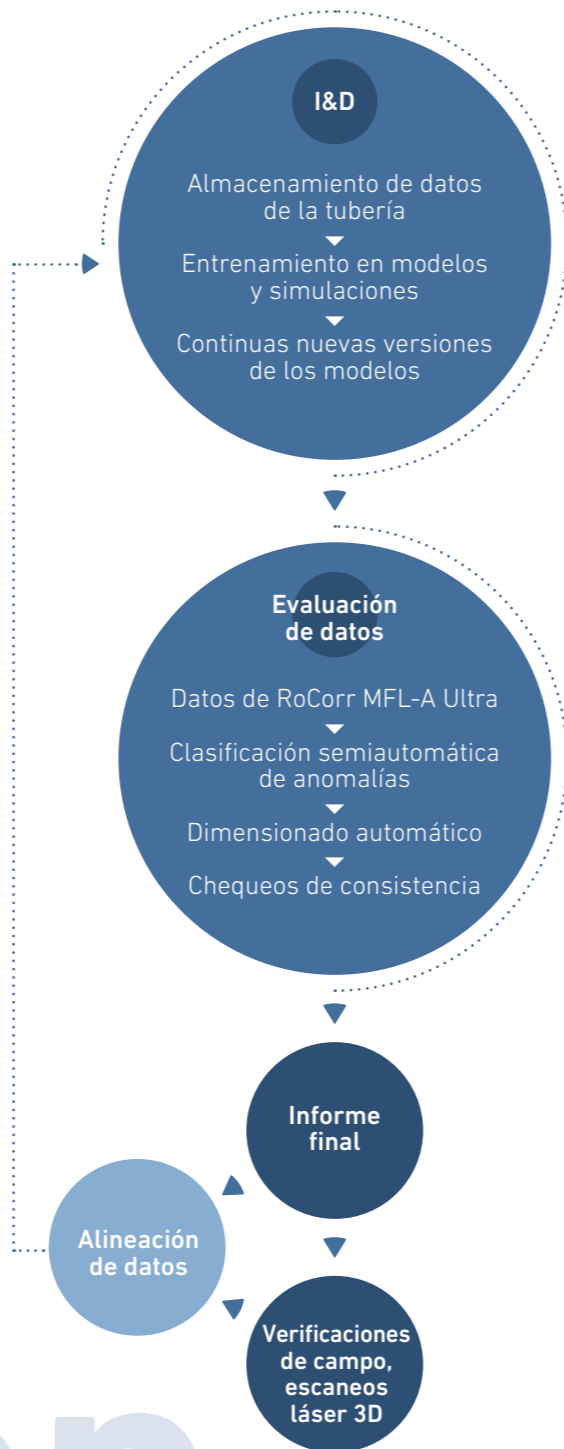 I&D
Almacenamiento de datos
de la tubería
Entrenamiento en modelos
y simulaciones
Continuas nuevas versiones
de los modelos
Evaluación
de datos
Datos de RoCorr MFL-A Ultra
Clasificación semiautomática
de anomalías
Dimensionado automático
Chequeos de consistencia
Informe
final
Alineación
de datos
Verificaciones
de campo,
escaneos
láser 3D